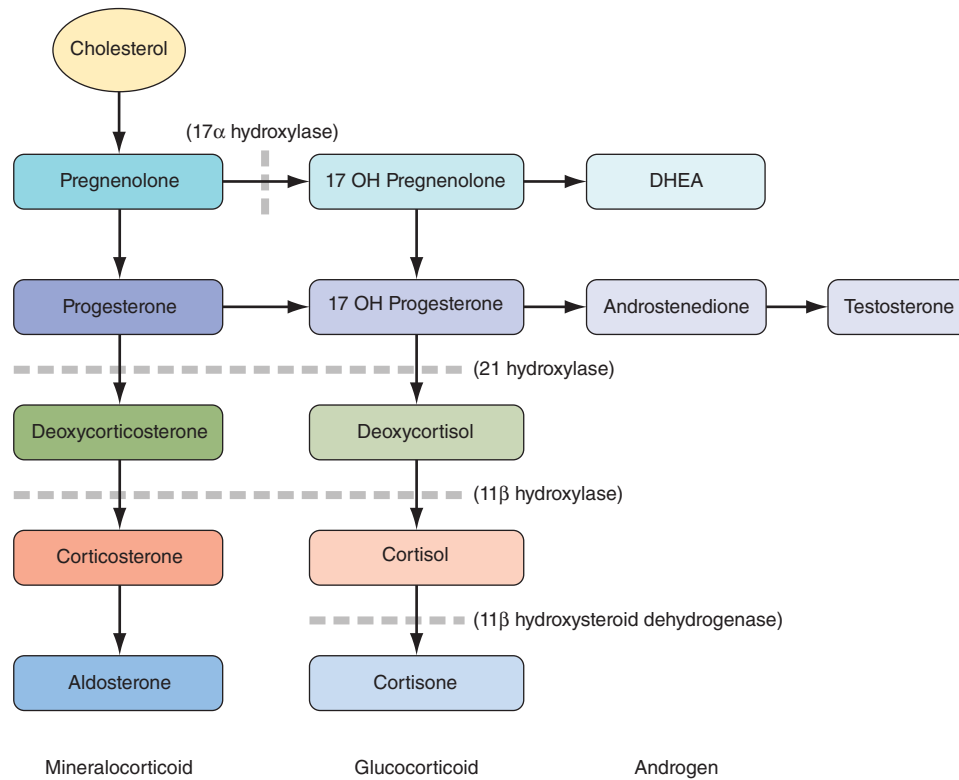 Cholesterol
(17α hydroxylase)
Pregnenolone
17 OH Pregnenolone
DHEA
Progesterone
17 OH Progesterone
Androstenedione
Testosterone
(21 hydroxylase)
Deoxycorticosterone
Deoxycortisol
(11β hydroxylase)
Corticosterone
Cortisol
(11β hydroxysteroid dehydrogenase)
Aldosterone
Cortisone
Mineralocorticoid
Glucocorticoid
Androgen